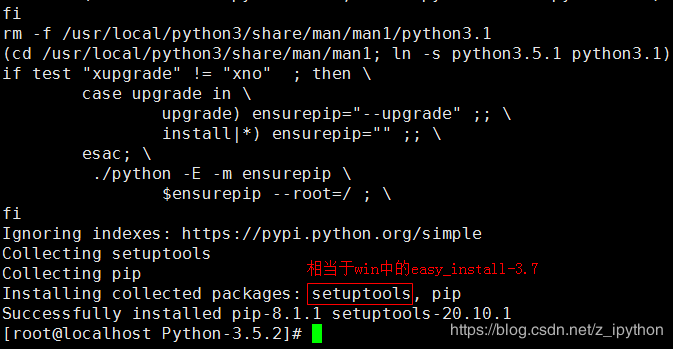 fi
rm -f /usr/local/python3/share/man/man1/python3.1
(cd /usr/local/python3/share/man/man1; ln -s python3.5.1 python3.1)
if test "xupgrade" != "xno"  ; then \
case upgrade in \
upgrade) ensurepip="--upgrade" ;; \
install|*) ensurepip="" ;; \
esac; \
./python -E -m ensurepip \
$ensurepip --root=/ ; \
fi
Ignoring indexes: https://pypi.python.org/simple
Collecting setuptools
Collecting pip
相当于win中的easy_install-3.7
Installing collected packages: setuptools, pip
Successfully installed pip-8.1.1 setuptools-20.10.1
[root@localhost Python-3.5.2]#
https://blog.csdn.net/z_ipython